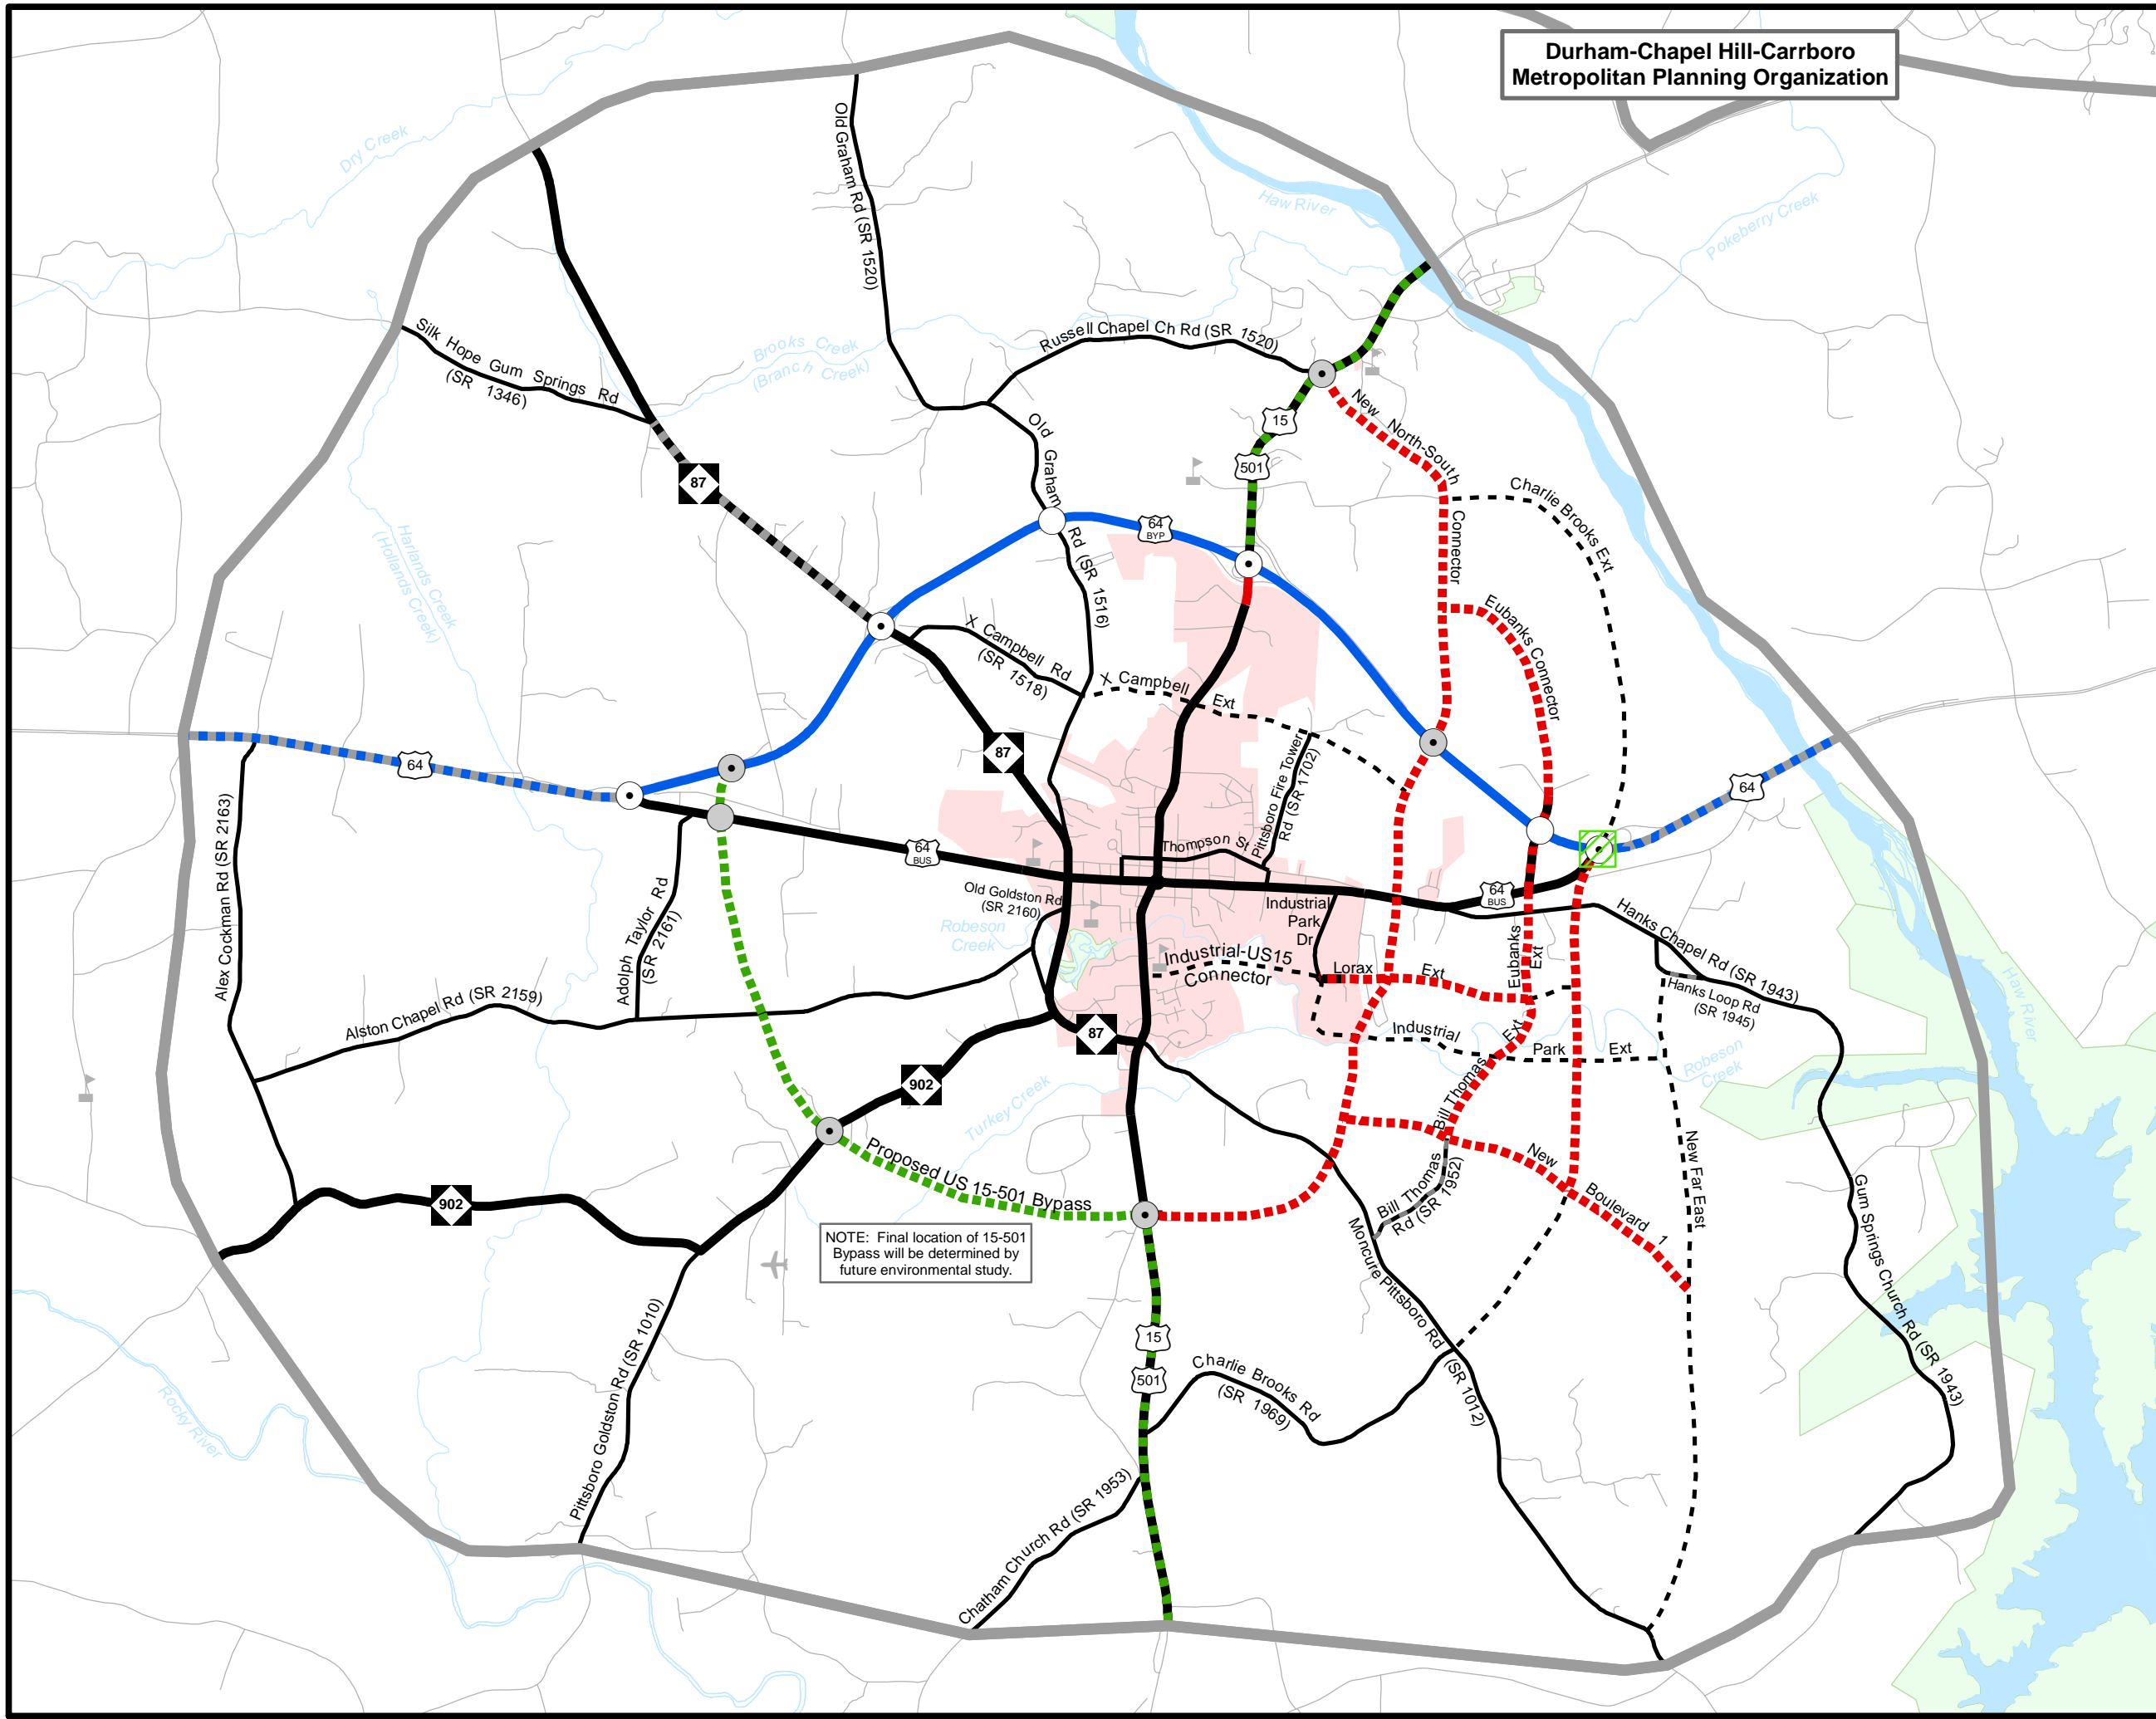 Durham-Chapel Hill-Carrboro
Metropolitan Planning Organization
Dry Creek
Old Graham Rd (SR 1520)
Haw River
Pokeberry Creek
Silk Hope Gum Springs Rd
(SR 1346)
Brooks Creek
(Branch Creek)
Russell Chapel Ch Rd (SR 1520)
15
501
New North-South
Connector
87
Old Graham
Rd (SR 1516)
64
BYP
Charlie Brooks Ext
Harlands Creek
(Hollands Creek)
X Campbell Rd
(SR 1518)
X Campbell Ext
Eubanks Connector
64
87
Pittsboro Fire Tower
Rd (SR 1702)
64
Alex Cockman Rd (SR 2163)
64
BUS
Thompson St
Adolph Taylor Rd
(SR 2161)
Old Goldston Rd
(SR 2160)
Robeson
Creek
Industrial
Park
Dr
64
BUS
Hanks Chapel Rd (SR 1943)
Industrial-US15
Connector
Lorax Ext
Eubanks
Ext
Hanks Loop Rd
(SR 1945)
Haw River
Alston Chapel Rd (SR 2159)
87
Industrial Park Ext
Robeson
Creek
902
Turkey Creek
Bill Thomas Ext
Proposed US 15-501 Bypass
Bill Thomas
Rd (SR 1952)
New Boulevard 1
New Far East
902
NOTE: Final location of 15-501
Bypass will be determined by
future environmental study.
Moncure Pittsboro Rd (SR 1012)
Gum Springs Church Rd (SR 1943)
Pittsboro Goldston Rd (SR 1010)
15
501
Charlie Brooks Rd
(SR 1969)
Rocky River
Chatham Church Rd (SR 1953)